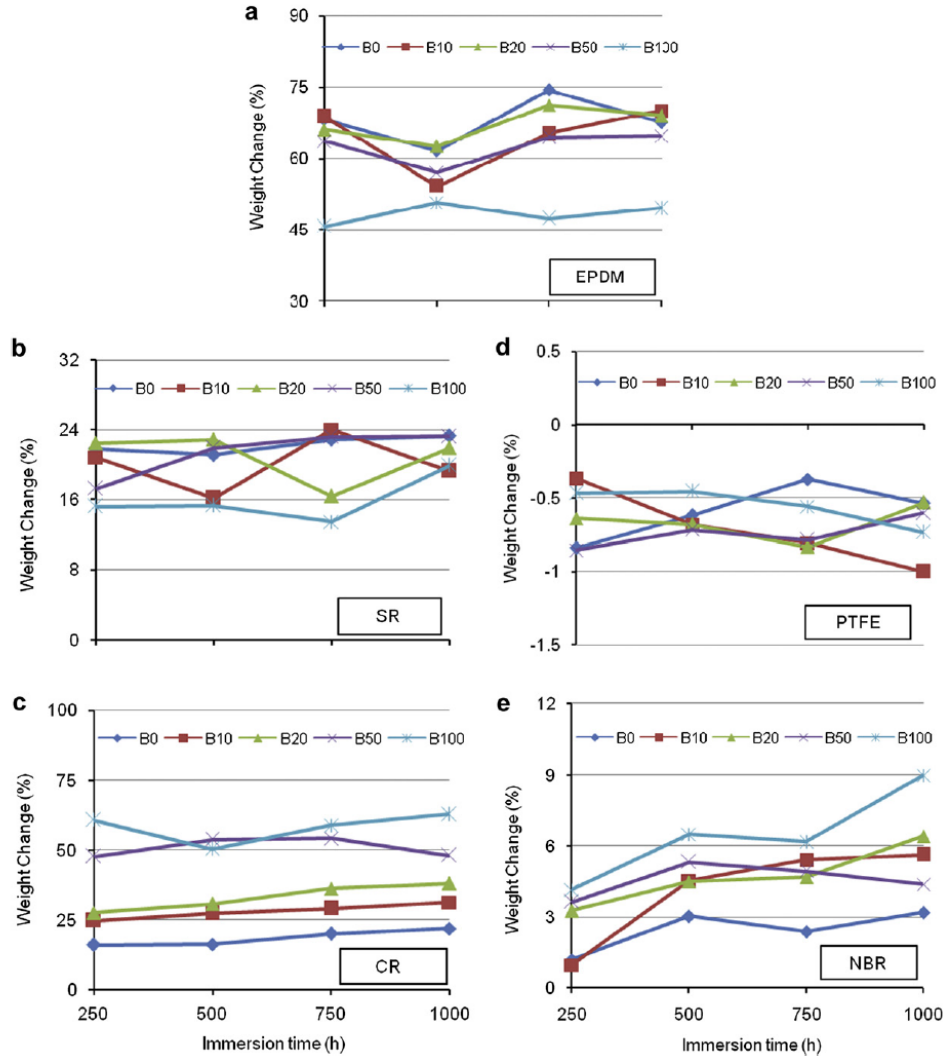 a
90
75
60
45
30
Weight Change (%)
B0 B10 B20 B50 B100
EPDM
b
32
24
16
8
0
Weight Change (%)
B0 B10 B20 B50 B100
SR
d
0.5
0
-0.5
-1
-1.5
Weight Change (%)
B0 B10 B20 B50 B100
PTFE
c
100
75
50
25
0
Weight Change (%)
B0 B10 B20 B50 B100
CR
250 500 750 1000
Immersion time (h)
e
12
9
6
3
0
Weight Change (%)
B0 B10 B20 B50 B100
NBR
250 500 750 1000
Immersion time (h)